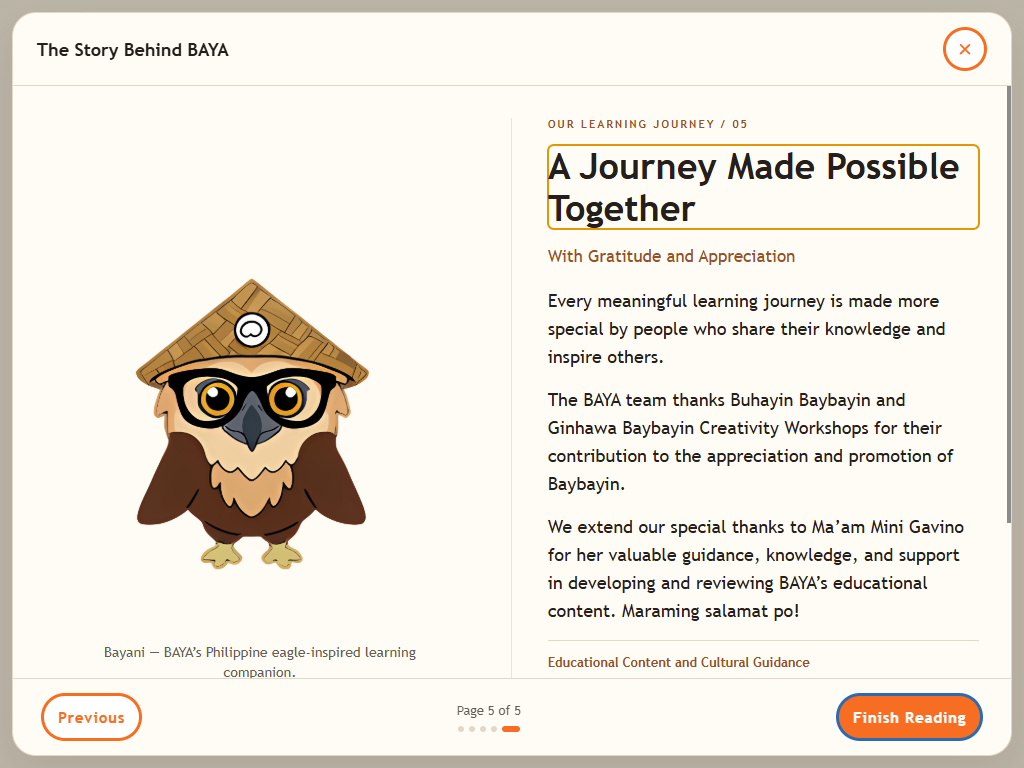 The Story Behind BAYA
OUR LEARNING JOURNEY / 05
A Journey Made Possible
Together
With Gratitude and Appreciation
Every meaningful learning journey is made more
special by people who share their knowledge and
inspire others.
The BAYA team thanks Buhayin Baybayin and
Ginhawa Baybayin Creativity Workshops for their
contribution to the appreciation and promotion of
Baybayin.
We extend our special thanks to Ma’am Mini Gavino
for her valuable guidance, knowledge, and support
in developing and reviewing BAYA’s educational
content. Maraming salamat po!
Educational Content and Cultural Guidance
Bayani — BAYA’s Philippine eagle-inspired learning
companion.
Previous
Page 5 of 5
Finish Reading